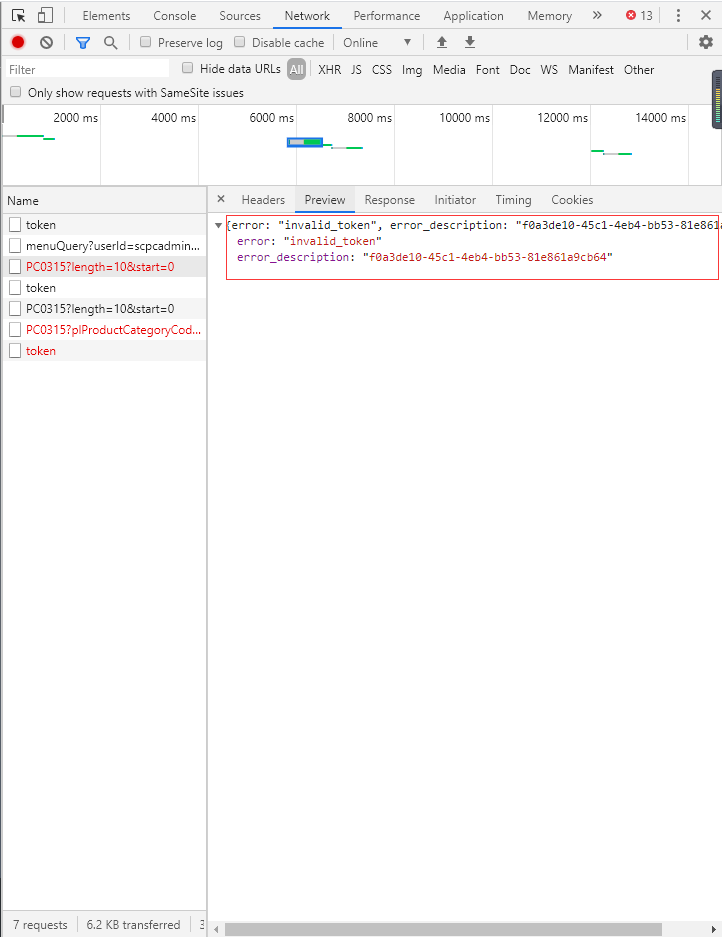 Elements Console Sources Network Performance Application Memory » 13
Preserve log Disable cache Online
Filter Hide data URLs All XHR JS CSS Img Media Font Doc WS Manifest Other
Only show requests with SameSite issues
2000 ms 4000 ms 6000 ms 8000 ms 10000 ms 12000 ms 14000 ms
Name
× Headers Preview Response Initiator Timing Cookies
token
menuQuery?userId=scpcadmin...
PC0315?length=10&start=0
token
PC0315?length=10&start=0
PC0315?plProductCategoryCod...
token
{error: "invalid_token", error_description: "f0a3de10-45c1-4eb4-bb53-81e861a
error: "invalid_token"
error_description: "f0a3de10-45c1-4eb4-bb53-81e861a9cb64"
7 requests 6.2 KB transferred 3